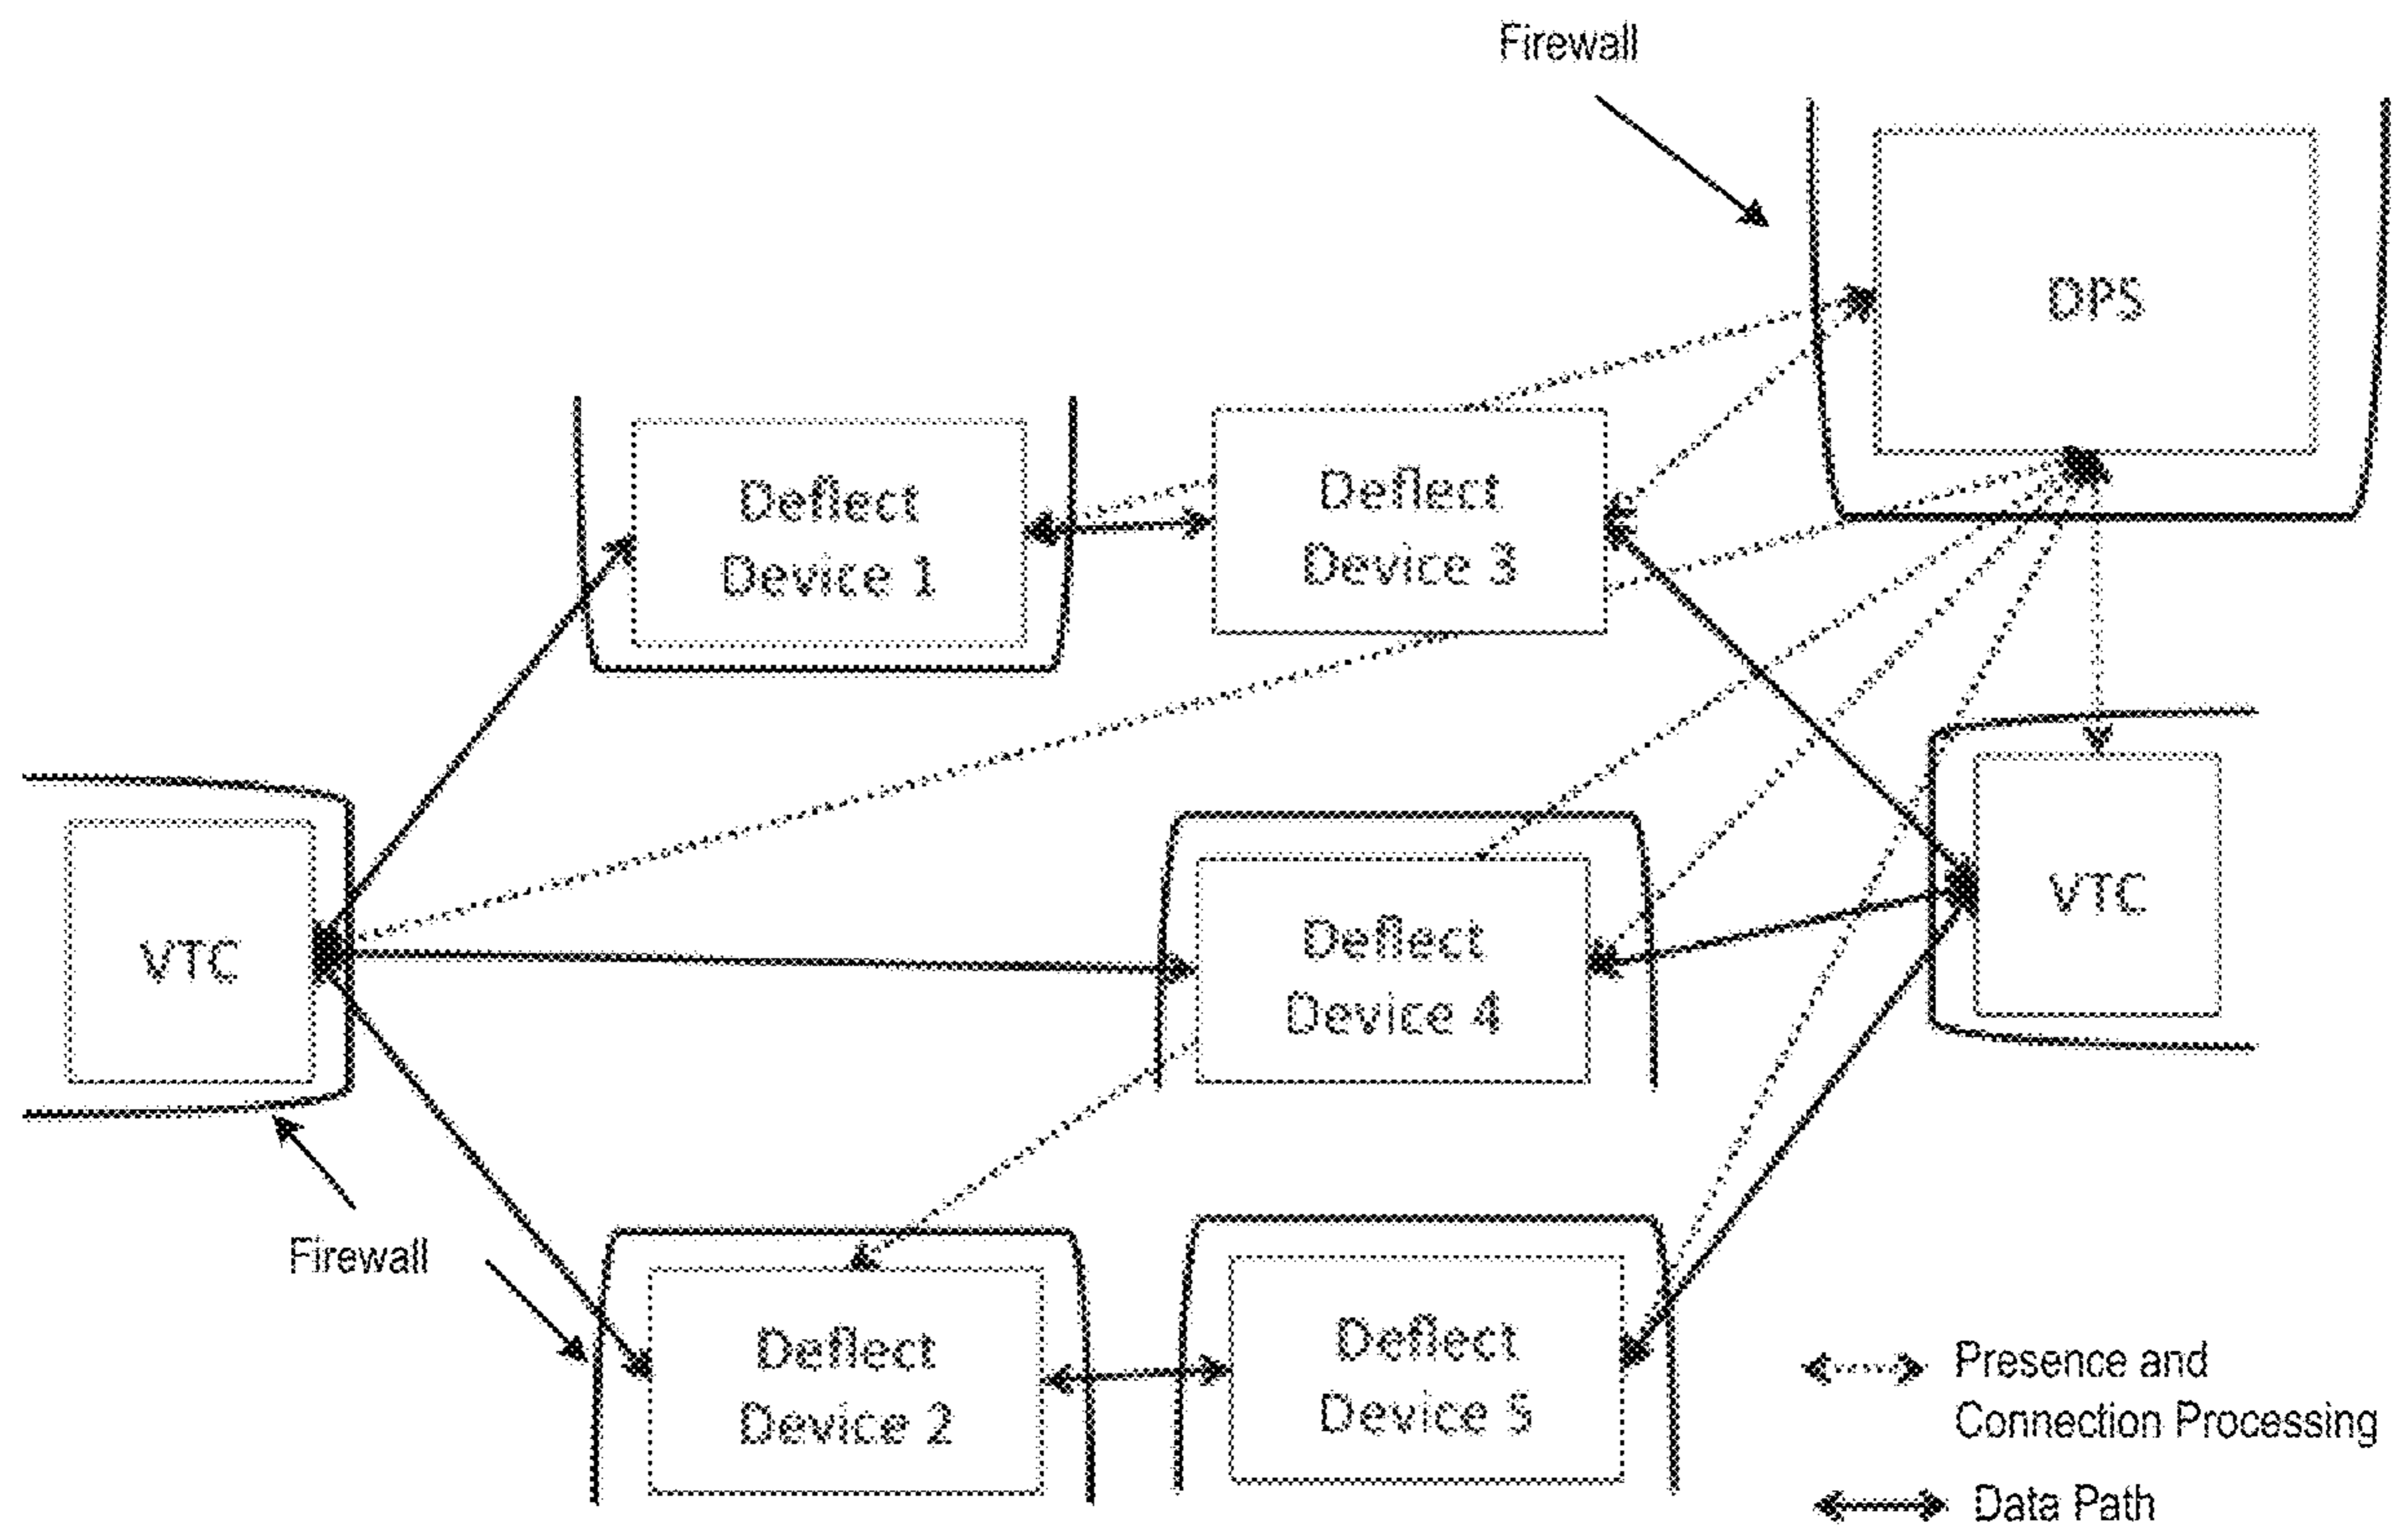 Firewall
DPS
Deflect
Device 1
Deflect
Device 3
VTC
Deflect
Device 4
VTC
Firewall
Deflect
Device 2
Deflect
Device 5
Presence and
Connection Processing
Data Path